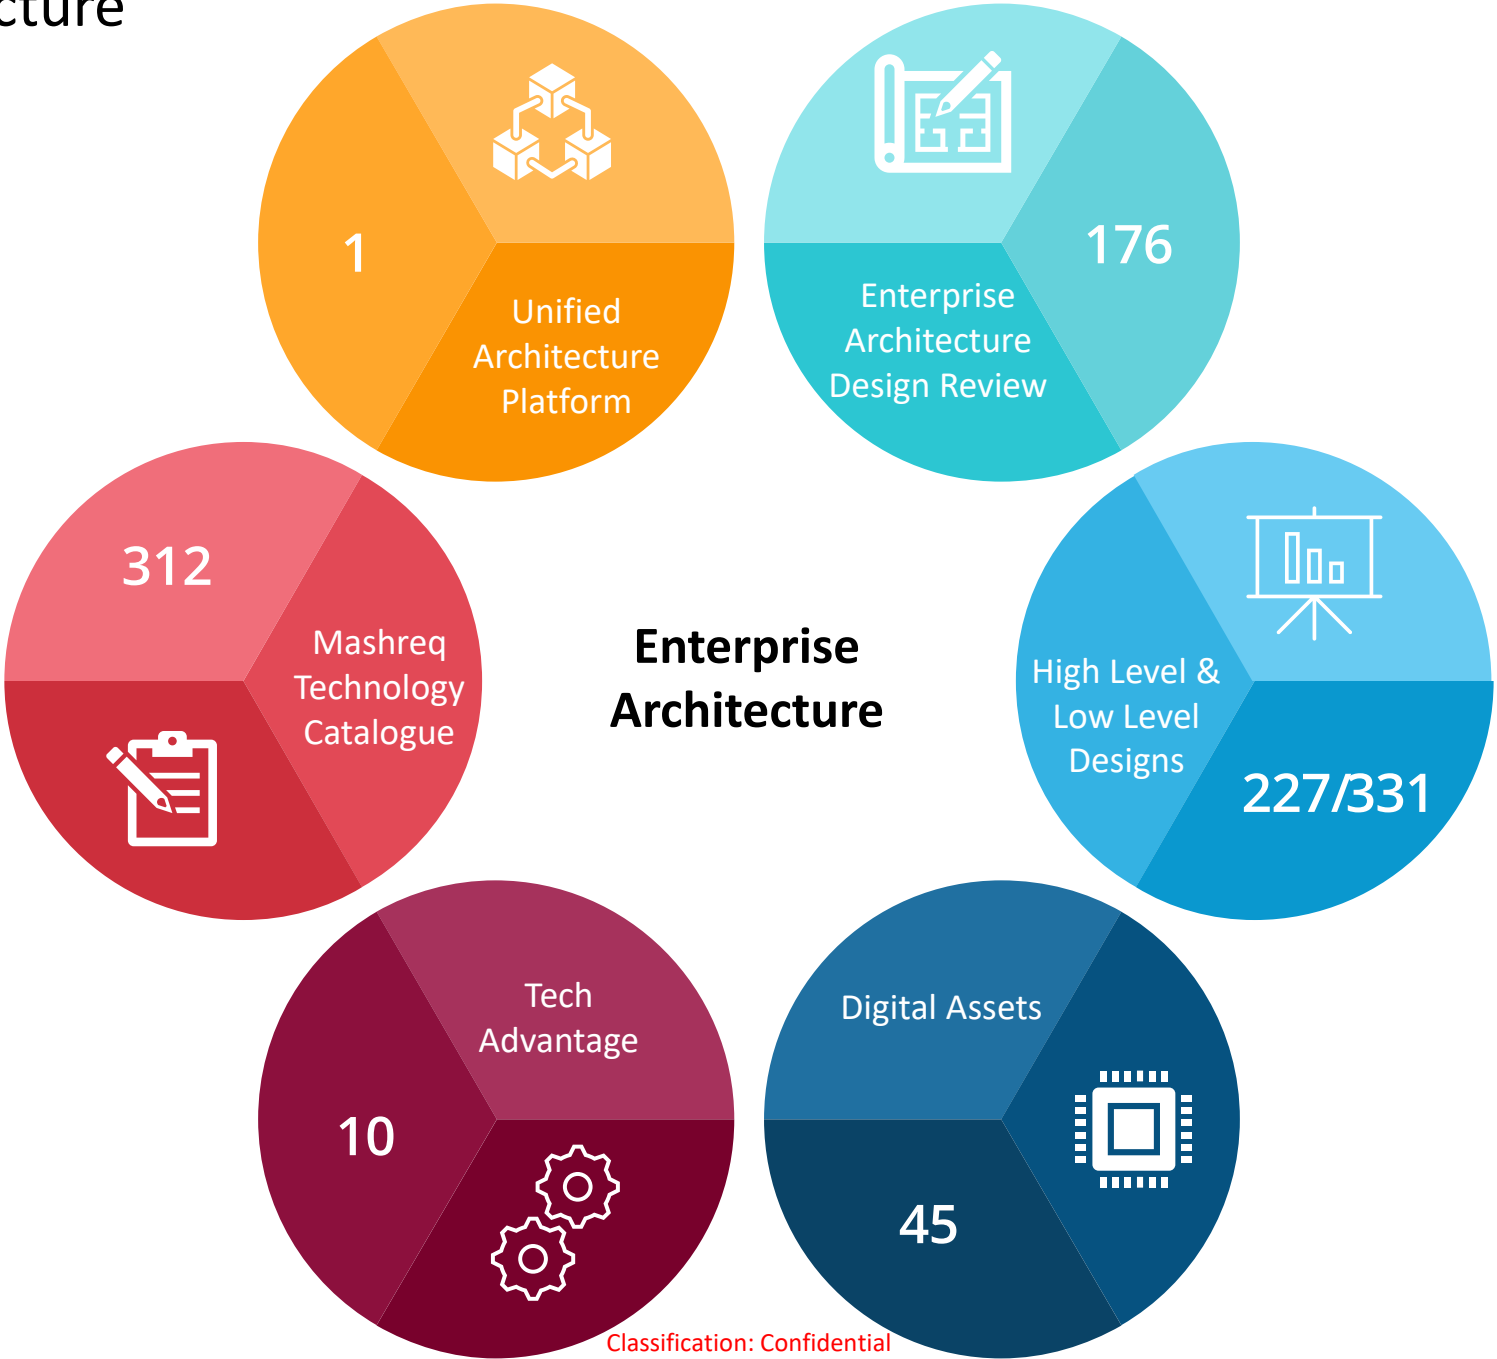 1
Unified
Architecture
Platform
176
Enterprise
Architecture
Design Review
312
Mashreq
Technology
Catalogue
Enterprise
Architecture
High Level &
Low Level
Designs
227/331
Tech
Advantage
10
Digital Assets
45
Classification: Confidential